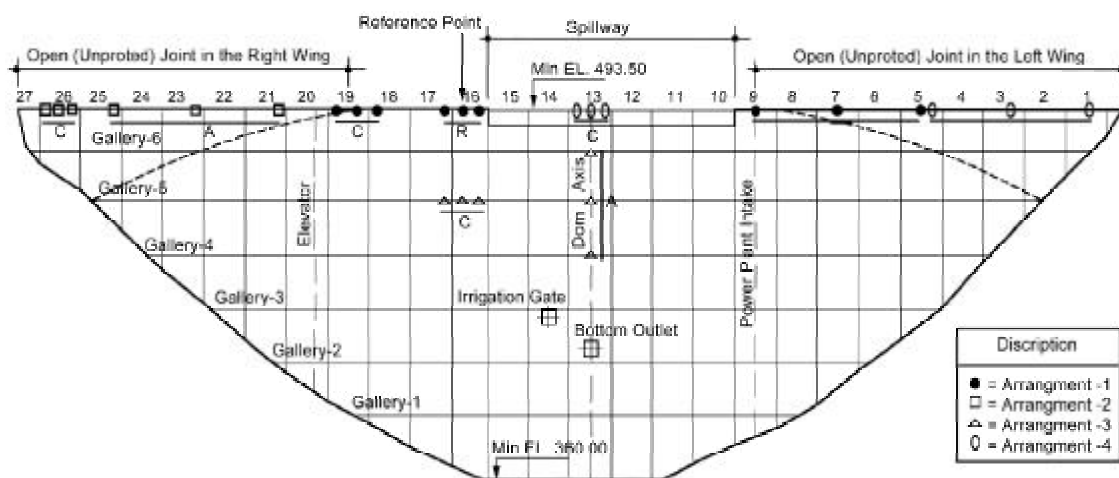 Reference Point
Spillway
Open (Unproted) Joint in the Right Wing
Open (Unproted) Joint in the Left Wing
Min EL. 493.50
27 26 25 24 23 22 21 20 19 18 17 16 15 14 13 12 11 10 9 8 7 6 5 4 3 2 1
C A C R C
Gallery-6
Gallery-5
Gallery-4
Gallery-3
Gallery-2
Gallery-1
Elevator
C
Dom Axis
A
Power Plant Intake
Irrigation Gate
Bottom Outlet
Min El. 360.00
Discription
= Arrangment -1
= Arrangment -2
= Arrangment -3
= Arrangment -4